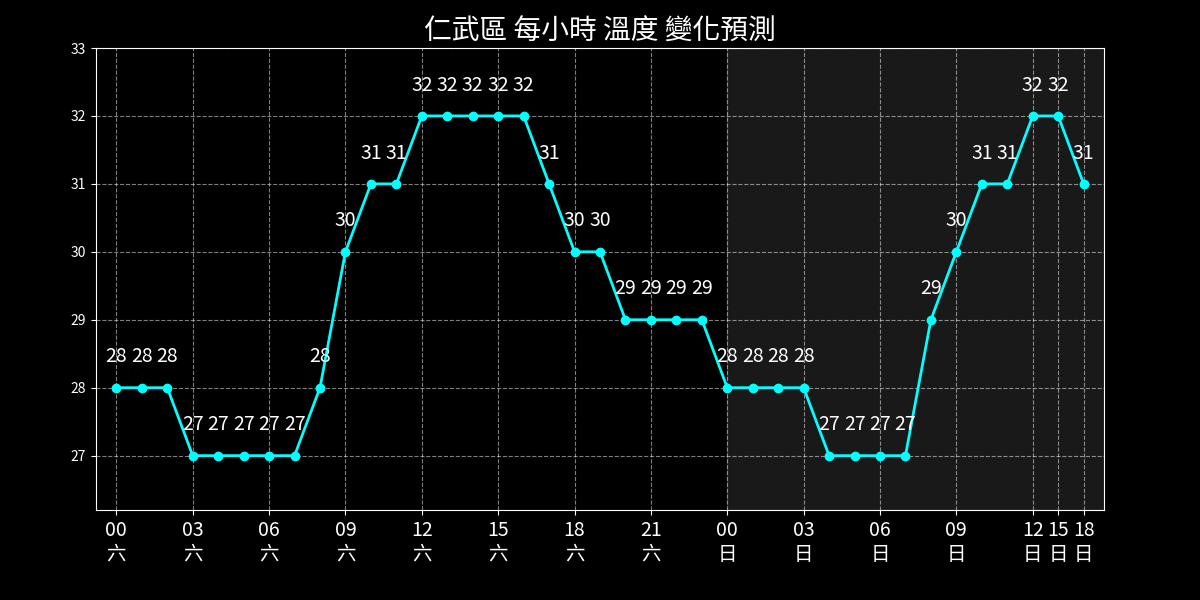 仁武區 每小時 溫度 變化預測
33
32
31
30
29
28
27
32 32 32 32 32 32 32
31 31 31 31 31 31
30 30 30 30
29 29 29 29 29
28 28 28 28 28 28 28 28
27 27 27 27 27 27 27 27 27
00 03 06 09 12 15 18 21 00 03 06 09 12 15 18
六 六 六 六 六 六 六 六 日 日 日 日 日 日 日